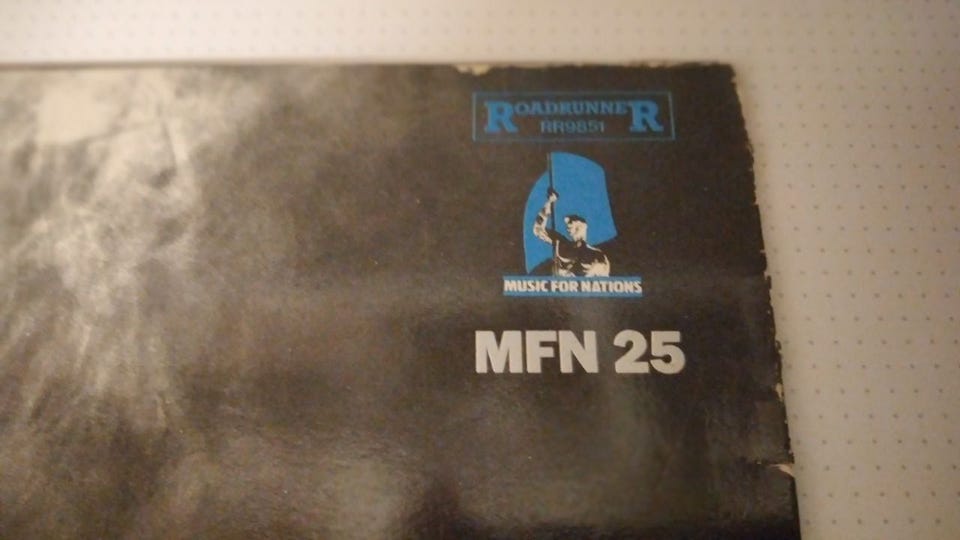 ROADRUNNER
RR9851
MUSIC FOR NATIONS
MFN 25